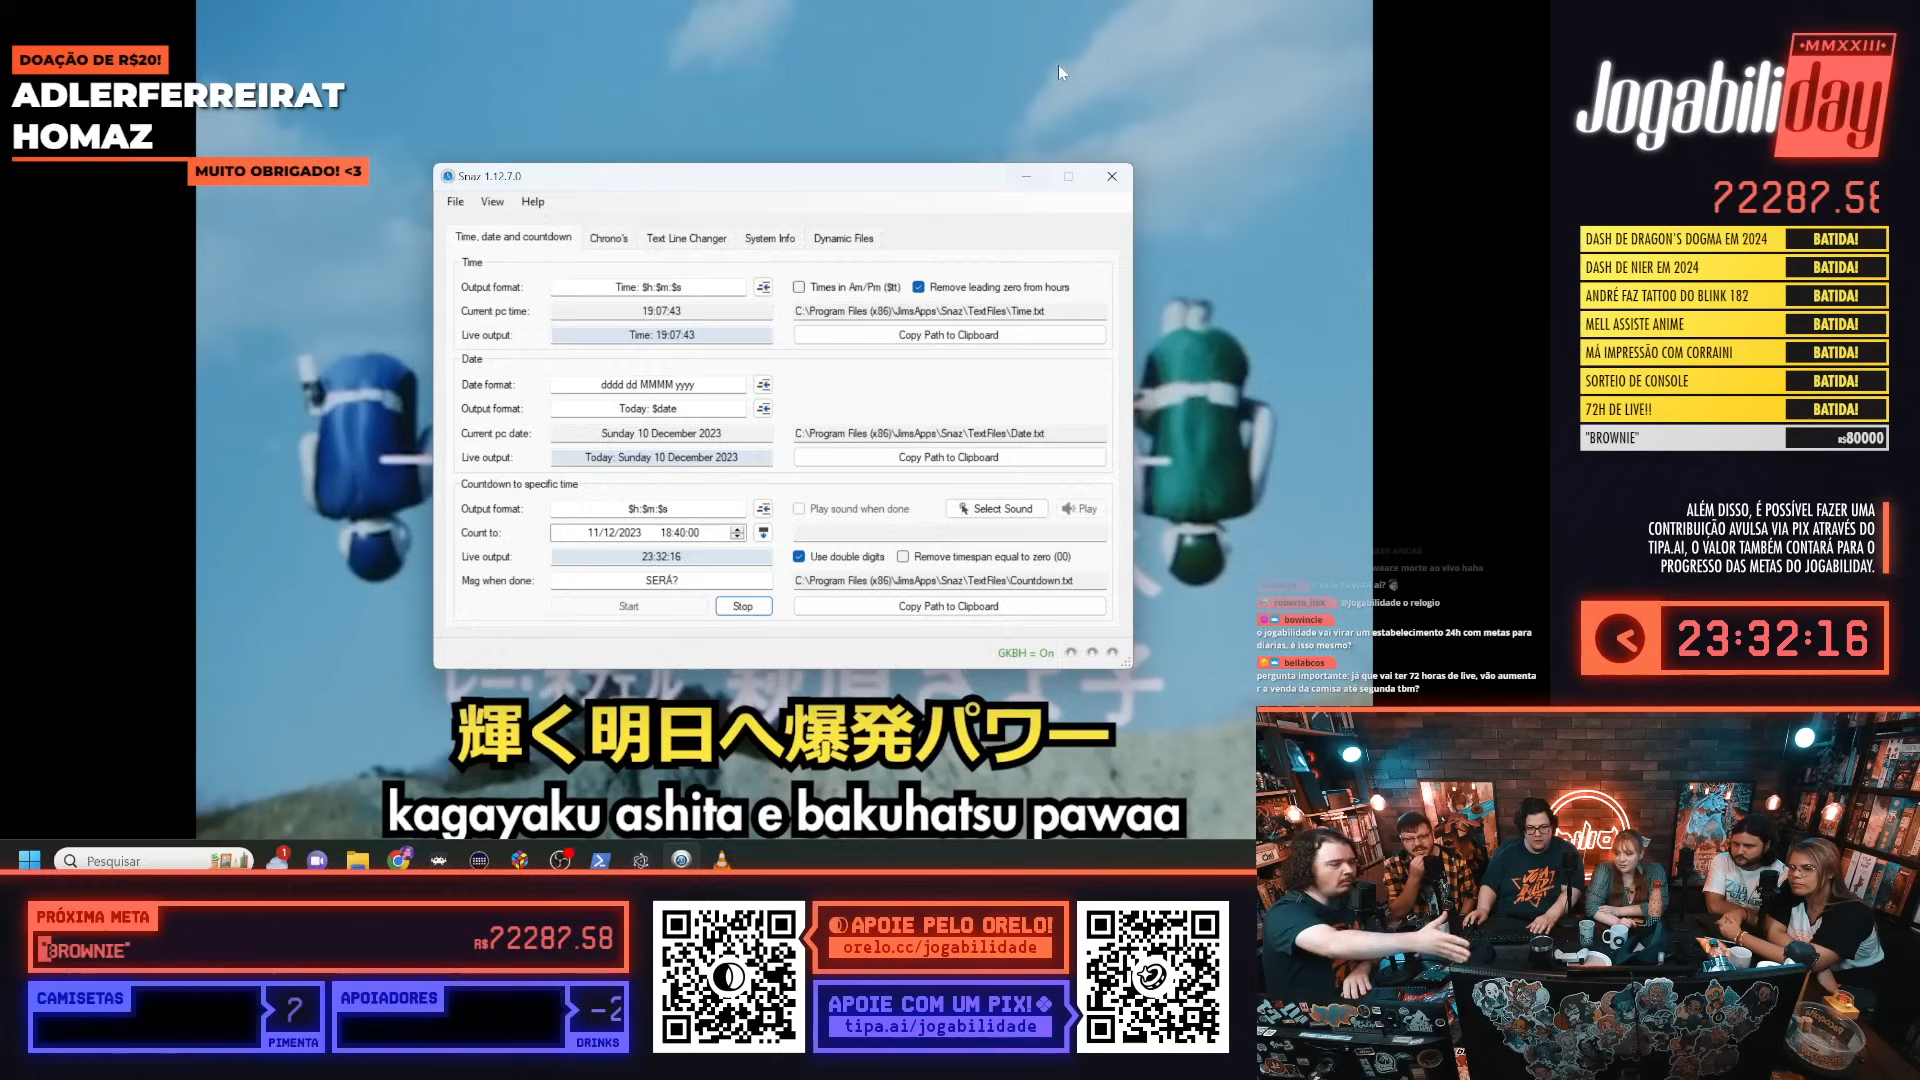 DOAÇÃO DE R$20!
ADLERFERREIRAT
HOMAZ
MUITO OBRIGADO! <3
Snaz 1.12.7.0
File View Help
Time, date and countdown Chrono's Text Line Changer System Info Dynamic Files
Time
Output format: Time: $h:$m:$s Times in Am/Pm ($tt) Remove leading zero from hours
Current pc time: 19:07:43 C:\Program Files (x86)\JimsApps\Snaz\TextFiles\Time.txt
Live output: Time: 19:07:43 Copy Path to Clipboard
Date
Date format: dddd dd MMMM yyyy
Output format: Today: $date
Current pc date: Sunday 10 December 2023 C:\Program Files (x86)\JimsApps\Snaz\TextFiles\Date.txt
Live output: Today: Sunday 10 December 2023 Copy Path to Clipboard
Countdown to specific time
Output format: $h:$m:$s Play sound when done Select Sound Play
Count to: 11/12/2023 18:40:00
Live output: 23:32:16 Use double digits Remove timespan equal to zero (00)
Msg when done: SERÁ? C:\Program Files (x86)\JimsApps\Snaz\TextFiles\Countdown.txt
Start Stop Copy Path to Clipboard
GKBH = On
輝く明日へ爆発パワー
kagayaku ashita e bakuhatsu pawaa
Pesquisar
1
MMXXIII
Jogabiliday
72287.58
DASH DE DRAGON'S DOGMA EM 2024 BATIDA!
DASH DE NIER EM 2024 BATIDA!
ANDRÉ FAZ TATTOO DO BLINK 182 BATIDA!
MELL ASSISTE ANIME BATIDA!
MÁ IMPRESSÃO COM CORRAINI BATIDA!
SORTEIO DE CONSOLE BATIDA!
72H DE LIVE!! BATIDA!
"BROWNIE" R$80000
ALÉM DISSO, É POSSÍVEL FAZER UMA
CONTRIBUIÇÃO AVULSA VIA PIX ATRAVÉS DO
TIPA.AI, O VALOR TAMBÉM CONTARÁ PARA O
PROGRESSO DAS METAS DO JOGABILIDAY.
23:32:16
morte ao vivo haha
PAWAA aí?
roberto_ilek @Jogabilidade o relogio
bowincle
o jogabilidade vai virar um estabelecimento 24h com metas para
diarias, é isso mesmo?
bellabcos
pergunta importante: já que vai ter 72 horas de live, vão aumenta
r a venda da camisa até segunda tbm?
PRÓXIMA META
"BROWNIE" R$72287.58
CAMISETAS 7 PIMENTA
APOIADORES -2 DRINKS
APOIE PELO ORELO!
orelo.cc/jogabilidade
APOIE COM UM PIX!
tipa.ai/jogabilidade